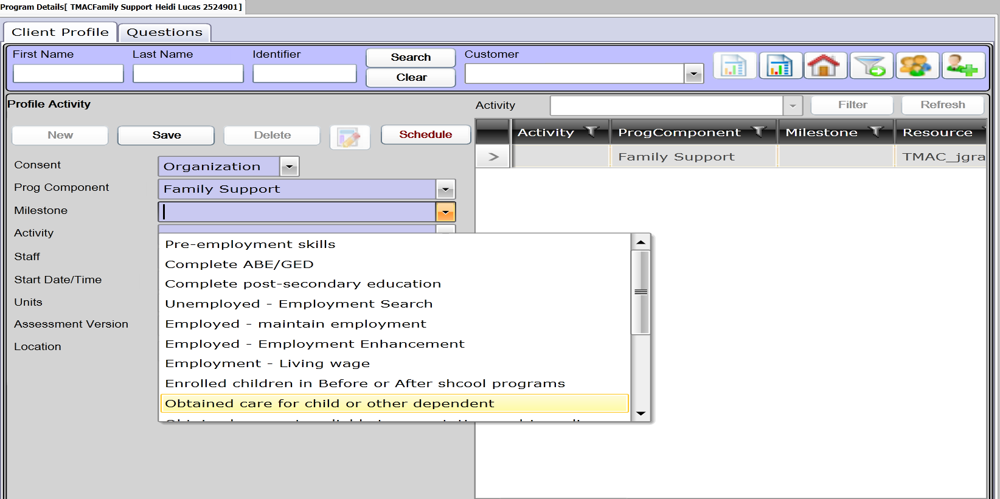 Program Details[ TMACFamily Support Heidi Lucas 2524901]
Client Profile Questions
First Name Last Name Identifier Search Customer
Clear
Profile Activity Activity Filter Refresh
New Save Delete Schedule
Activity ProgComponent Milestone Resource
> Family Support TMAC_jgra
Consent Organization
Prog Component Family Support
Milestone
Activity
Staff
Start Date/Time
Units
Assessment Version
Location
Pre-employment skills
Complete ABE/GED
Complete post-secondary education
Unemployed - Employment Search
Employed - maintain employment
Employed - Employment Enhancement
Employment - Living wage
Enrolled children in Before or After shcool programs
Obtained care for child or other dependent